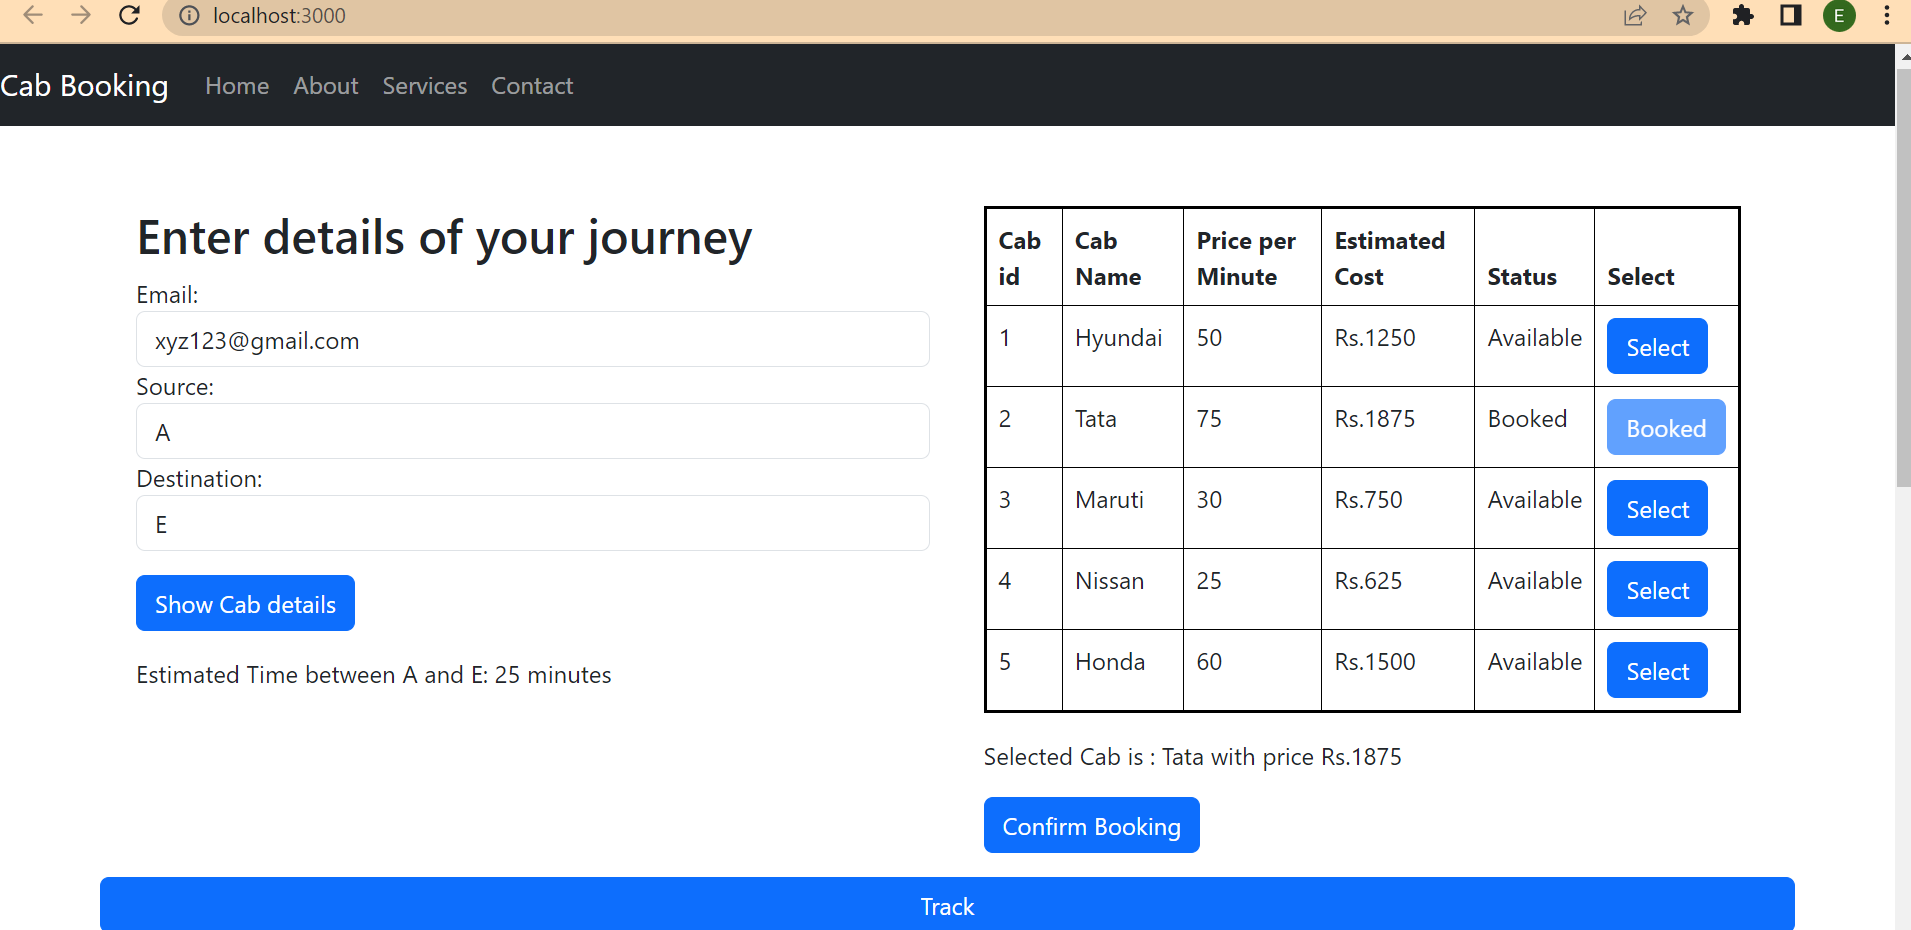 localhost:3000
E
Cab Booking Home About Services Contact
Enter details of your journey
Email:
xyz123@gmail.com
Source:
A
Destination:
E
Show Cab details
Estimated Time between A and E: 25 minutes
Cab id Cab Name Price per Minute Estimated Cost Status Select
1 Hyundai 50 Rs.1250 Available Select
2 Tata 75 Rs.1875 Booked Booked
3 Maruti 30 Rs.750 Available Select
4 Nissan 25 Rs.625 Available Select
5 Honda 60 Rs.1500 Available Select
Selected Cab is : Tata with price Rs.1875
Confirm Booking
Track